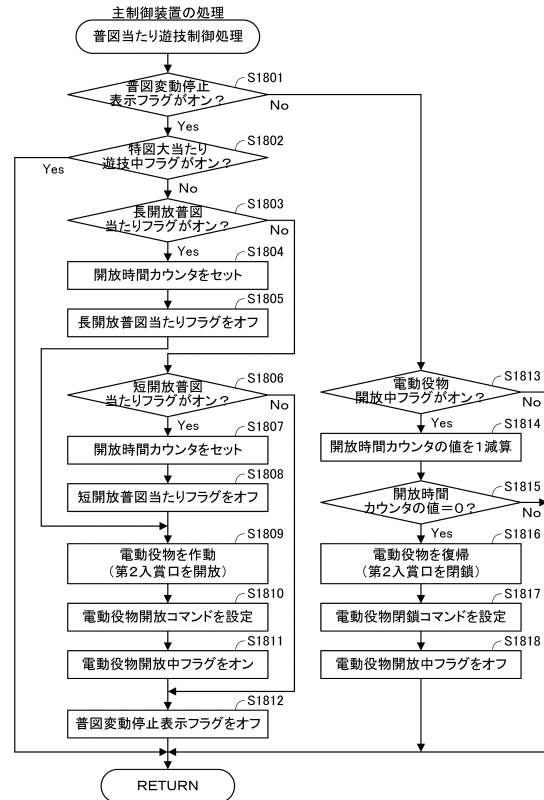 主制御装置の処理
普図当たり遊技制御処理
S1801
普図変動停止
表示フラグがオン?
No
Yes
S1802
特図大当たり
遊技中フラグがオン?
Yes
No
S1803
長開放普図
当たりフラグがオン?
No
Yes
S1804
開放時間カウンタをセット
S1805
長開放普図当たりフラグをオフ
S1806
短開放普図
当たりフラグがオン?
No
Yes
S1807
開放時間カウンタをセット
S1808
短開放普図当たりフラグをオフ
S1809
電動役物を作動
(第2入賞口を開放)
S1810
電動役物開放コマンドを設定
S1811
電動役物開放中フラグをオン
S1812
普図変動停止表示フラグをオフ
S1813
電動役物
開放中フラグがオン?
No
Yes
S1814
開放時間カウンタの値を1減算
S1815
開放時間
カウンタの値=0?
No
Yes
S1816
電動役物を復帰
(第2入賞口を閉鎖)
S1817
電動役物閉鎖コマンドを設定
S1818
電動役物開放中フラグをオフ
RETURN